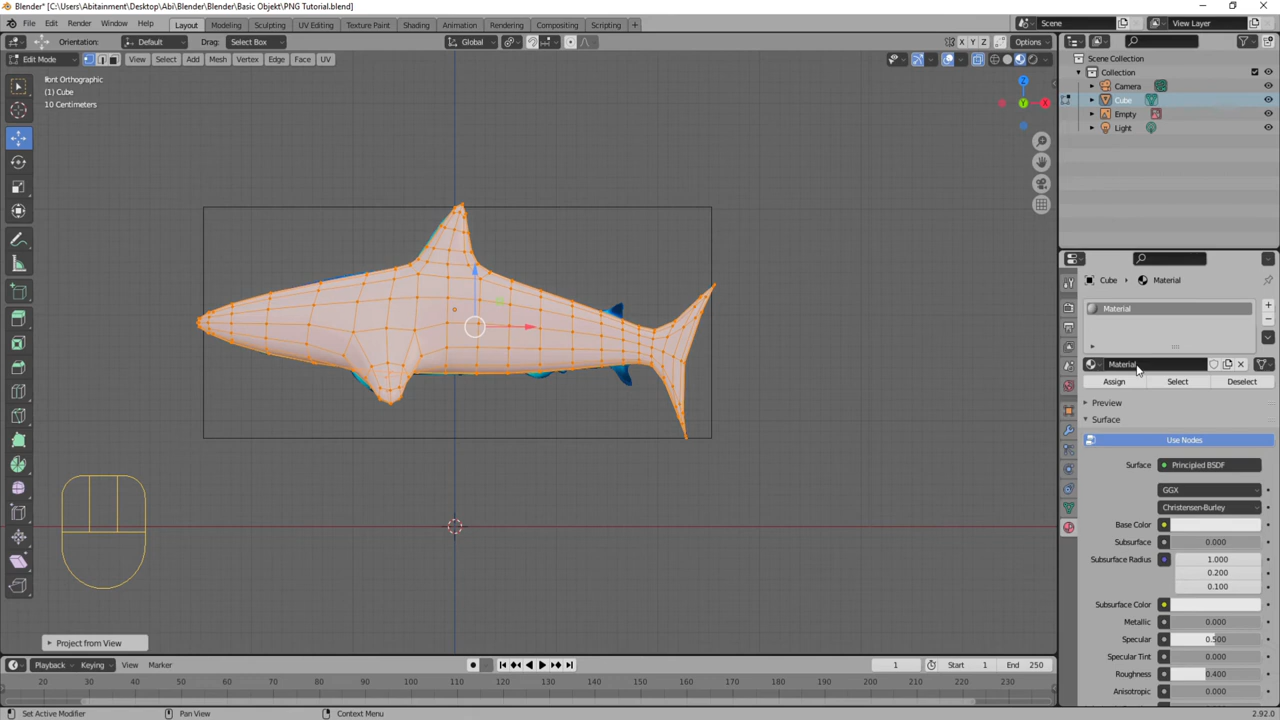 Blender* [C:\Users\Abitainment\Desktop\Abi\Blender\Blender\Basic Objekt\PNG Tutorial.blend]
File Edit Render Window Help Layout Modeling Sculpting UV Editing Texture Paint Shading Animation Rendering Compositing Scripting + Scene View Layer
Orientation: Default Drag: Select Box Global X Y Z Options
Edit Mode View Select Add Mesh Vertex Edge Face UV
ront Orthographic
(1) Cube
10 Centimeters
Z
Y
X
Scene Collection
Collection
Camera
Cube
Empty
Light
Cube > Material
Material
Material
Assign Select Deselect
Preview
Surface
Use Nodes
Surface Principled BSDF
GGX
Christensen-Burley
Base Color
Subsurface 0.000
Subsurface Radius 1.000
0.200
0.100
Subsurface Color
Metallic 0.000
Specular 0.500
Specular Tint 0.000
Roughness 0.400
Anisotropic 0.000
Project from View
Playback Keying View Marker 1 Start 1 End 250
20 30 40 50 60 70 80 90 100 110 120 130 140 150 160 170 180 190 200 210 220 230
Set Active Modifier Pan View Context Menu 2.92.0